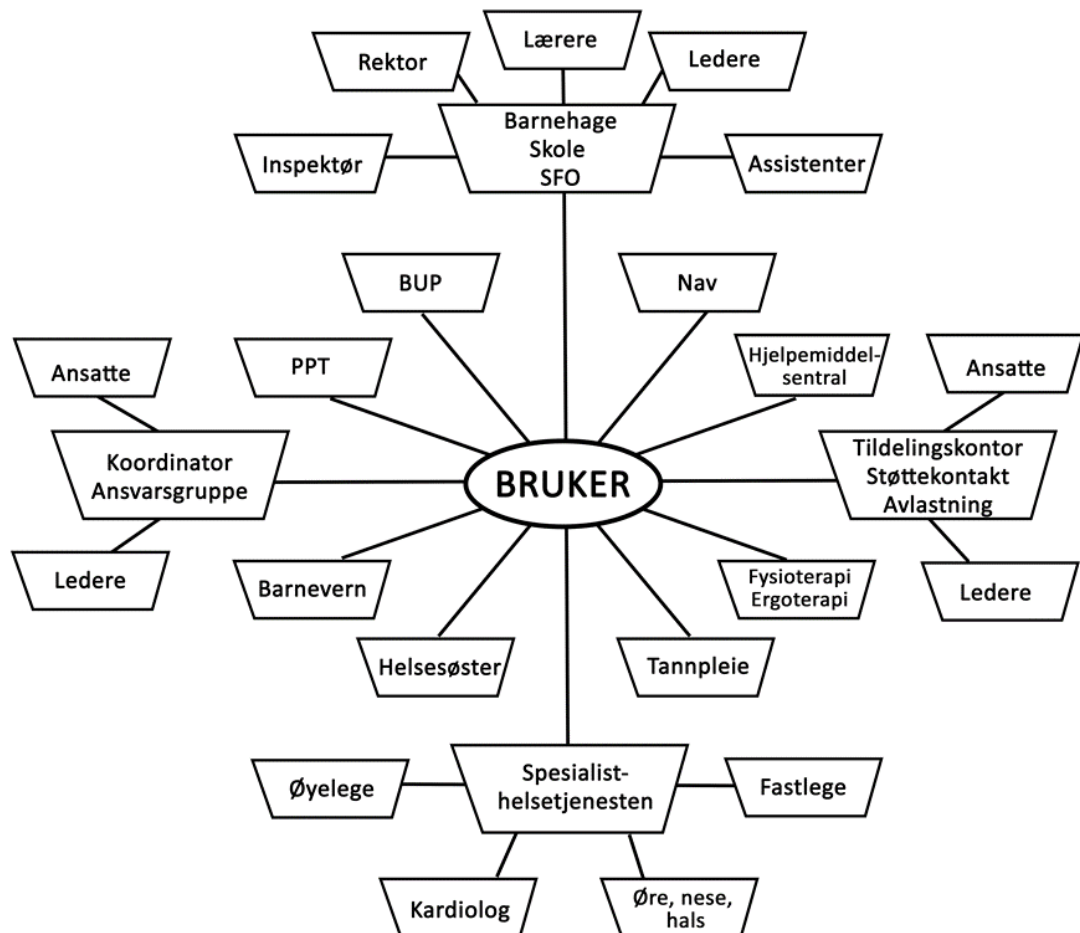 Lærere
Rektor
Ledere
Barnehage
Skole
SFO
Inspektør
Assistenter
BUP
Nav
Ansatte
PPT
Hjelpemiddel-
sentral
Ansatte
Koordinator
Ansvarsgruppe
BRUKER
Tildelingskontor
Støttekontakt
Avlastning
Ledere
Barnevern
Fysioterapi
Ergoterapi
Ledere
Helsesøster
Tannpleie
Øyelege
Spesialist-
helsetjenesten
Fastlege
Kardiolog
Øre, nese,
hals